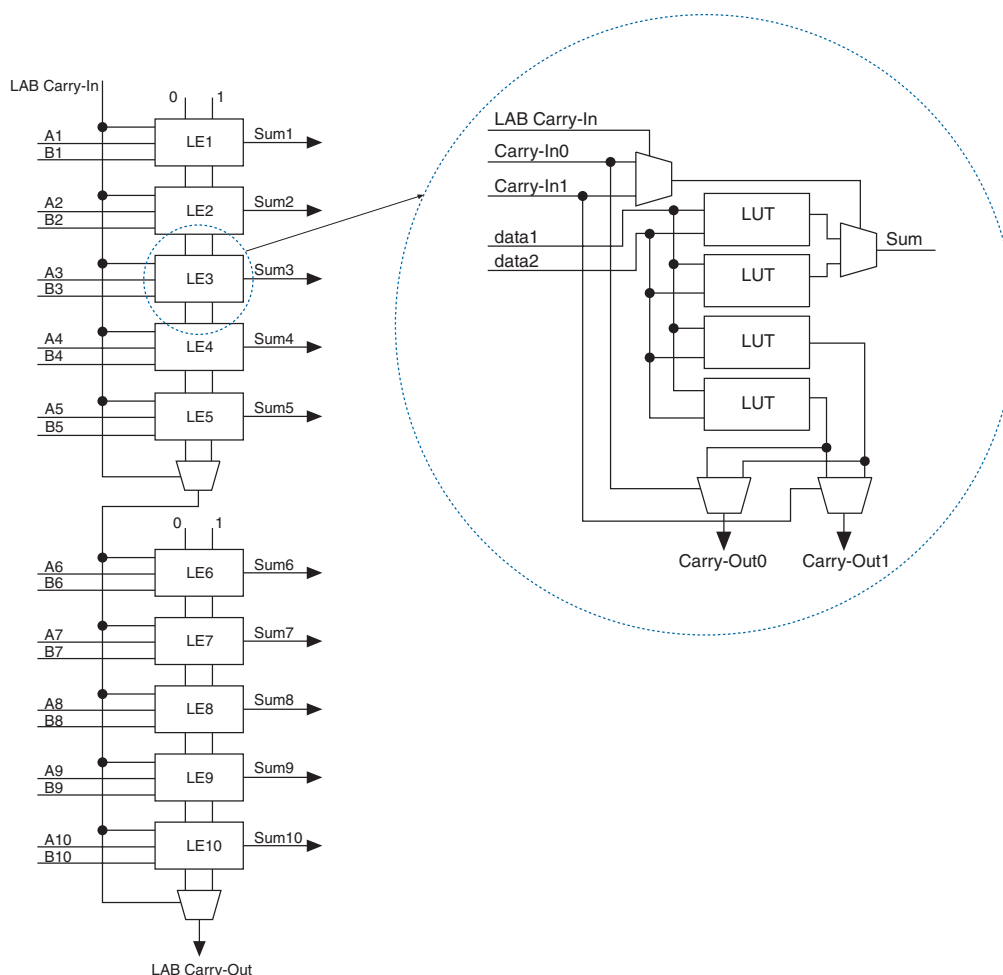 LAB Carry-In
0 1
A1
B1
LE1
Sum1
A2
B2
LE2
Sum2
A3
B3
LE3
Sum3
A4
B4
LE4
Sum4
A5
B5
LE5
Sum5
0 1
A6
B6
LE6
Sum6
A7
B7
LE7
Sum7
A8
B8
LE8
Sum8
A9
B9
LE9
Sum9
A10
B10
LE10
Sum10
LAB Carry-Out
LAB Carry-In
Carry-In0
Carry-In1
data1
data2
LUT
LUT
LUT
LUT
Sum
Carry-Out0
Carry-Out1